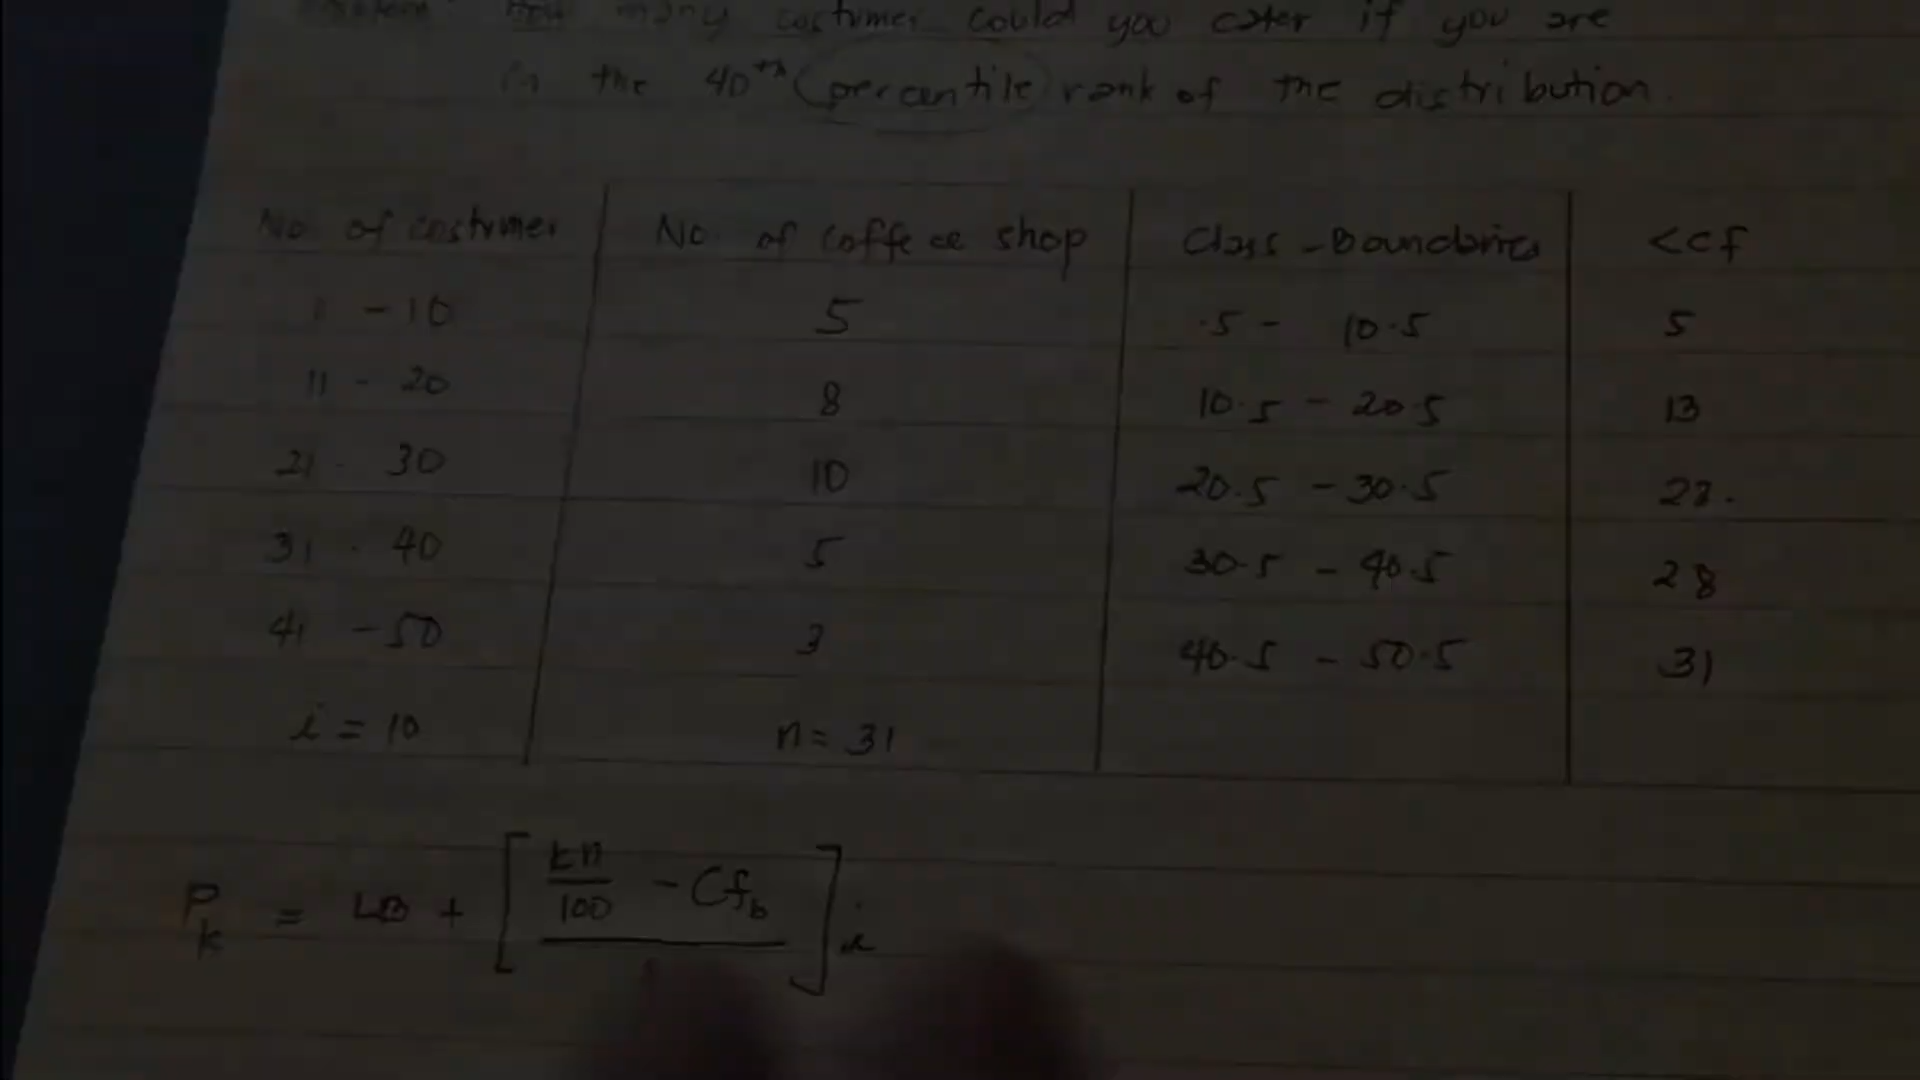 many costumer could you cater if you are
in the 40th percentile rank of the distribution.
No. of costumer No. of coffee shop Class-Boundaries <cf
1 - 10 5 .5 - 10.5 5
11 - 20 8 10.5 - 20.5 13
21 - 30 10 20.5 - 30.5 23.
31 - 40 5 30.5 - 40.5 28
41 - 50 3 40.5 - 50.5 31
i = 10 n = 31
Pk = LB + [ kn/100 - Cfb ] i